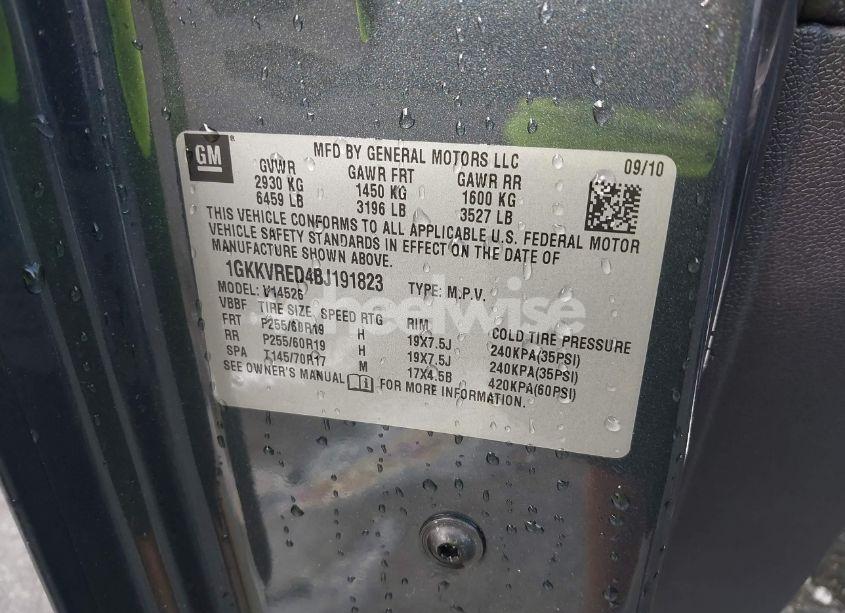 GM
MFD BY GENERAL MOTORS LLC
09/10
GVWR GAWR FRT GAWR RR
2930 KG 1450 KG 1600 KG
6459 LB 3196 LB 3527 LB
THIS VEHICLE CONFORMS TO ALL APPLICABLE U.S. FEDERAL MOTOR
VEHICLE SAFETY STANDARDS IN EFFECT ON THE DATE OF
MANUFACTURE SHOWN ABOVE.
1GKKVRED4BJ191823
MODEL: V14526 TYPE: M.P.V.
VBBF TIRE SIZE SPEED RTG RIM COLD TIRE PRESSURE
FRT P255/60R19 H 19X7.5J 240KPA(35PSI)
RR P255/60R19 H 19X7.5J 240KPA(35PSI)
SPA T145/70R17 M 17X4.5B 420KPA(60PSI)
SEE OWNER'S MANUAL FOR MORE INFORMATION.
wheelwise